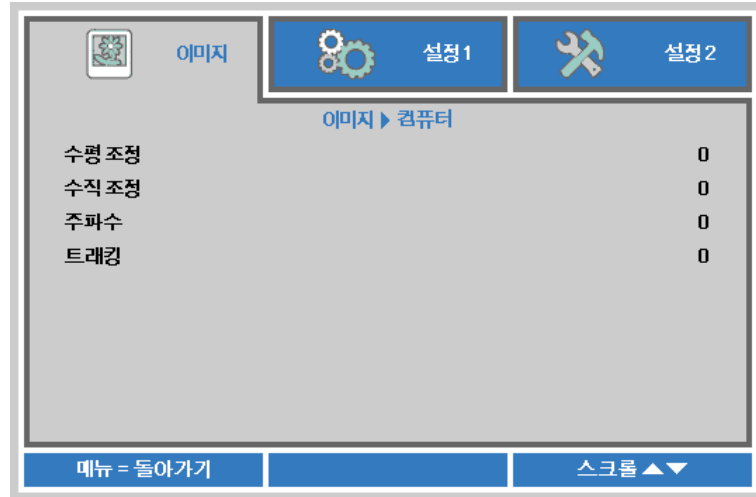 이미지
설정 1
설정 2
이미지 ▶ 컴퓨터
수평 조정 0
수직 조정 0
주파수 0
트래킹 0
메뉴 = 돌아가기
스크롤 ▲▼